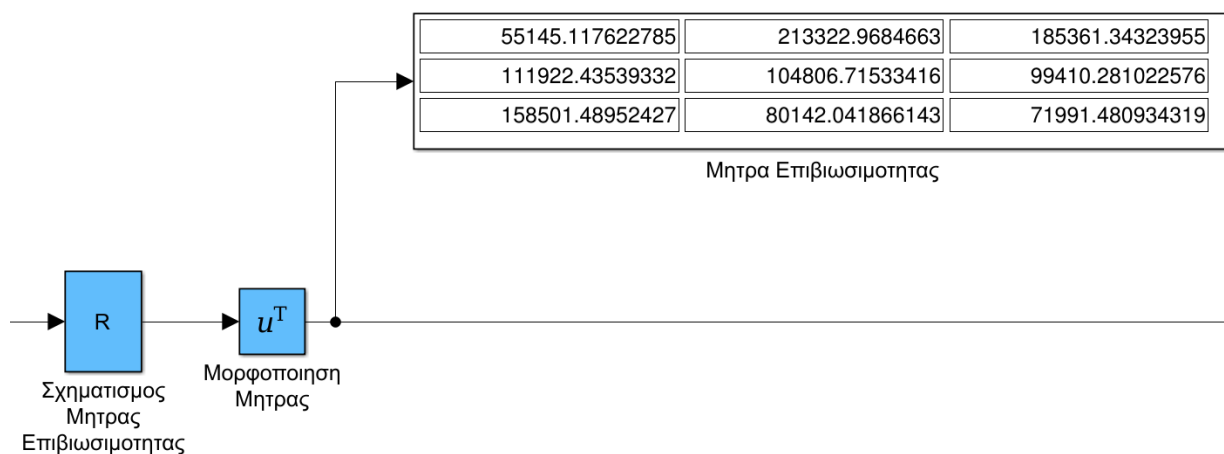 55145.117622785 213322.9684663 185361.34323955
111922.43539332 104806.71533416 99410.281022576
158501.48952427 80142.041866143 71991.480934319
Μητρα Επιβιωσιμοτητας
R
u^T
Σχηματισμος
Μητρας
Επιβιωσιμοτητας
Μορφοποιηση
Μητρας